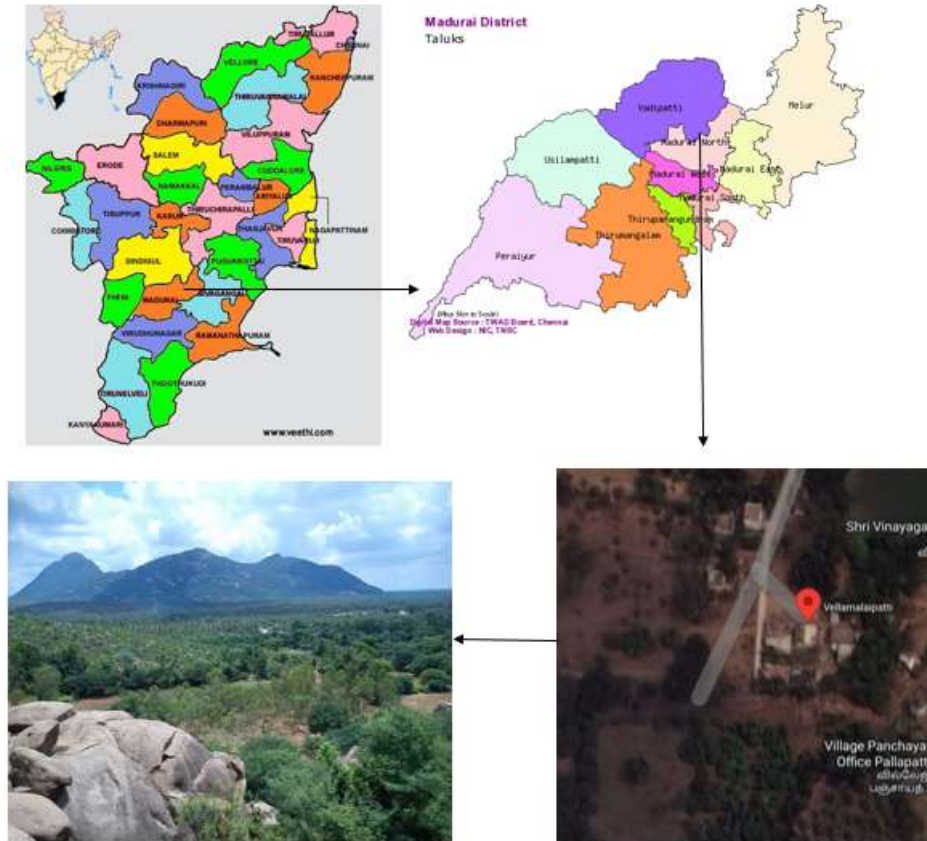 TIRUVALLUR
CHENNAI
VELLORE
KANCHEEPURAM
KRISHNAGIRI
THIRUVANNAMALAI
DHARMAPURI
VILUPPURAM
ERODE
SALEM
NILGIRIS
CUDDALORE
NAMAKKAL
PERAMBALUR
ARIYALUR
TIRUPPUR
KARUR
THIRUCHIRAPALLI
COIMBATORE
THANJAVUR
NAGAPATTINAM
TIRUVARUR
DINDIGUL
PUDUKKOTTAI
THENI
MADURAI
SIVAGANGAI
VIRUDHUNAGAR
RAMANATHAPURAM
THOOTHUKUDI
TIRUNELVELI
KANYAKUMARI
www.veethi.com
Madurai District
Taluks
Vadipatti
Melur
Madurai North
Usilampatti
Madurai West
Madurai East
Madurai South
Thiruparangundram
Thirumangalam
Peraiyur
(Map Not to Scale)
Digital Map Source : TWAD Board, Chennai
Web Design : NIC, TNSC
Shri Vinayaga
Vellamalaipatti
Village Panchaya
Office Pallapatt